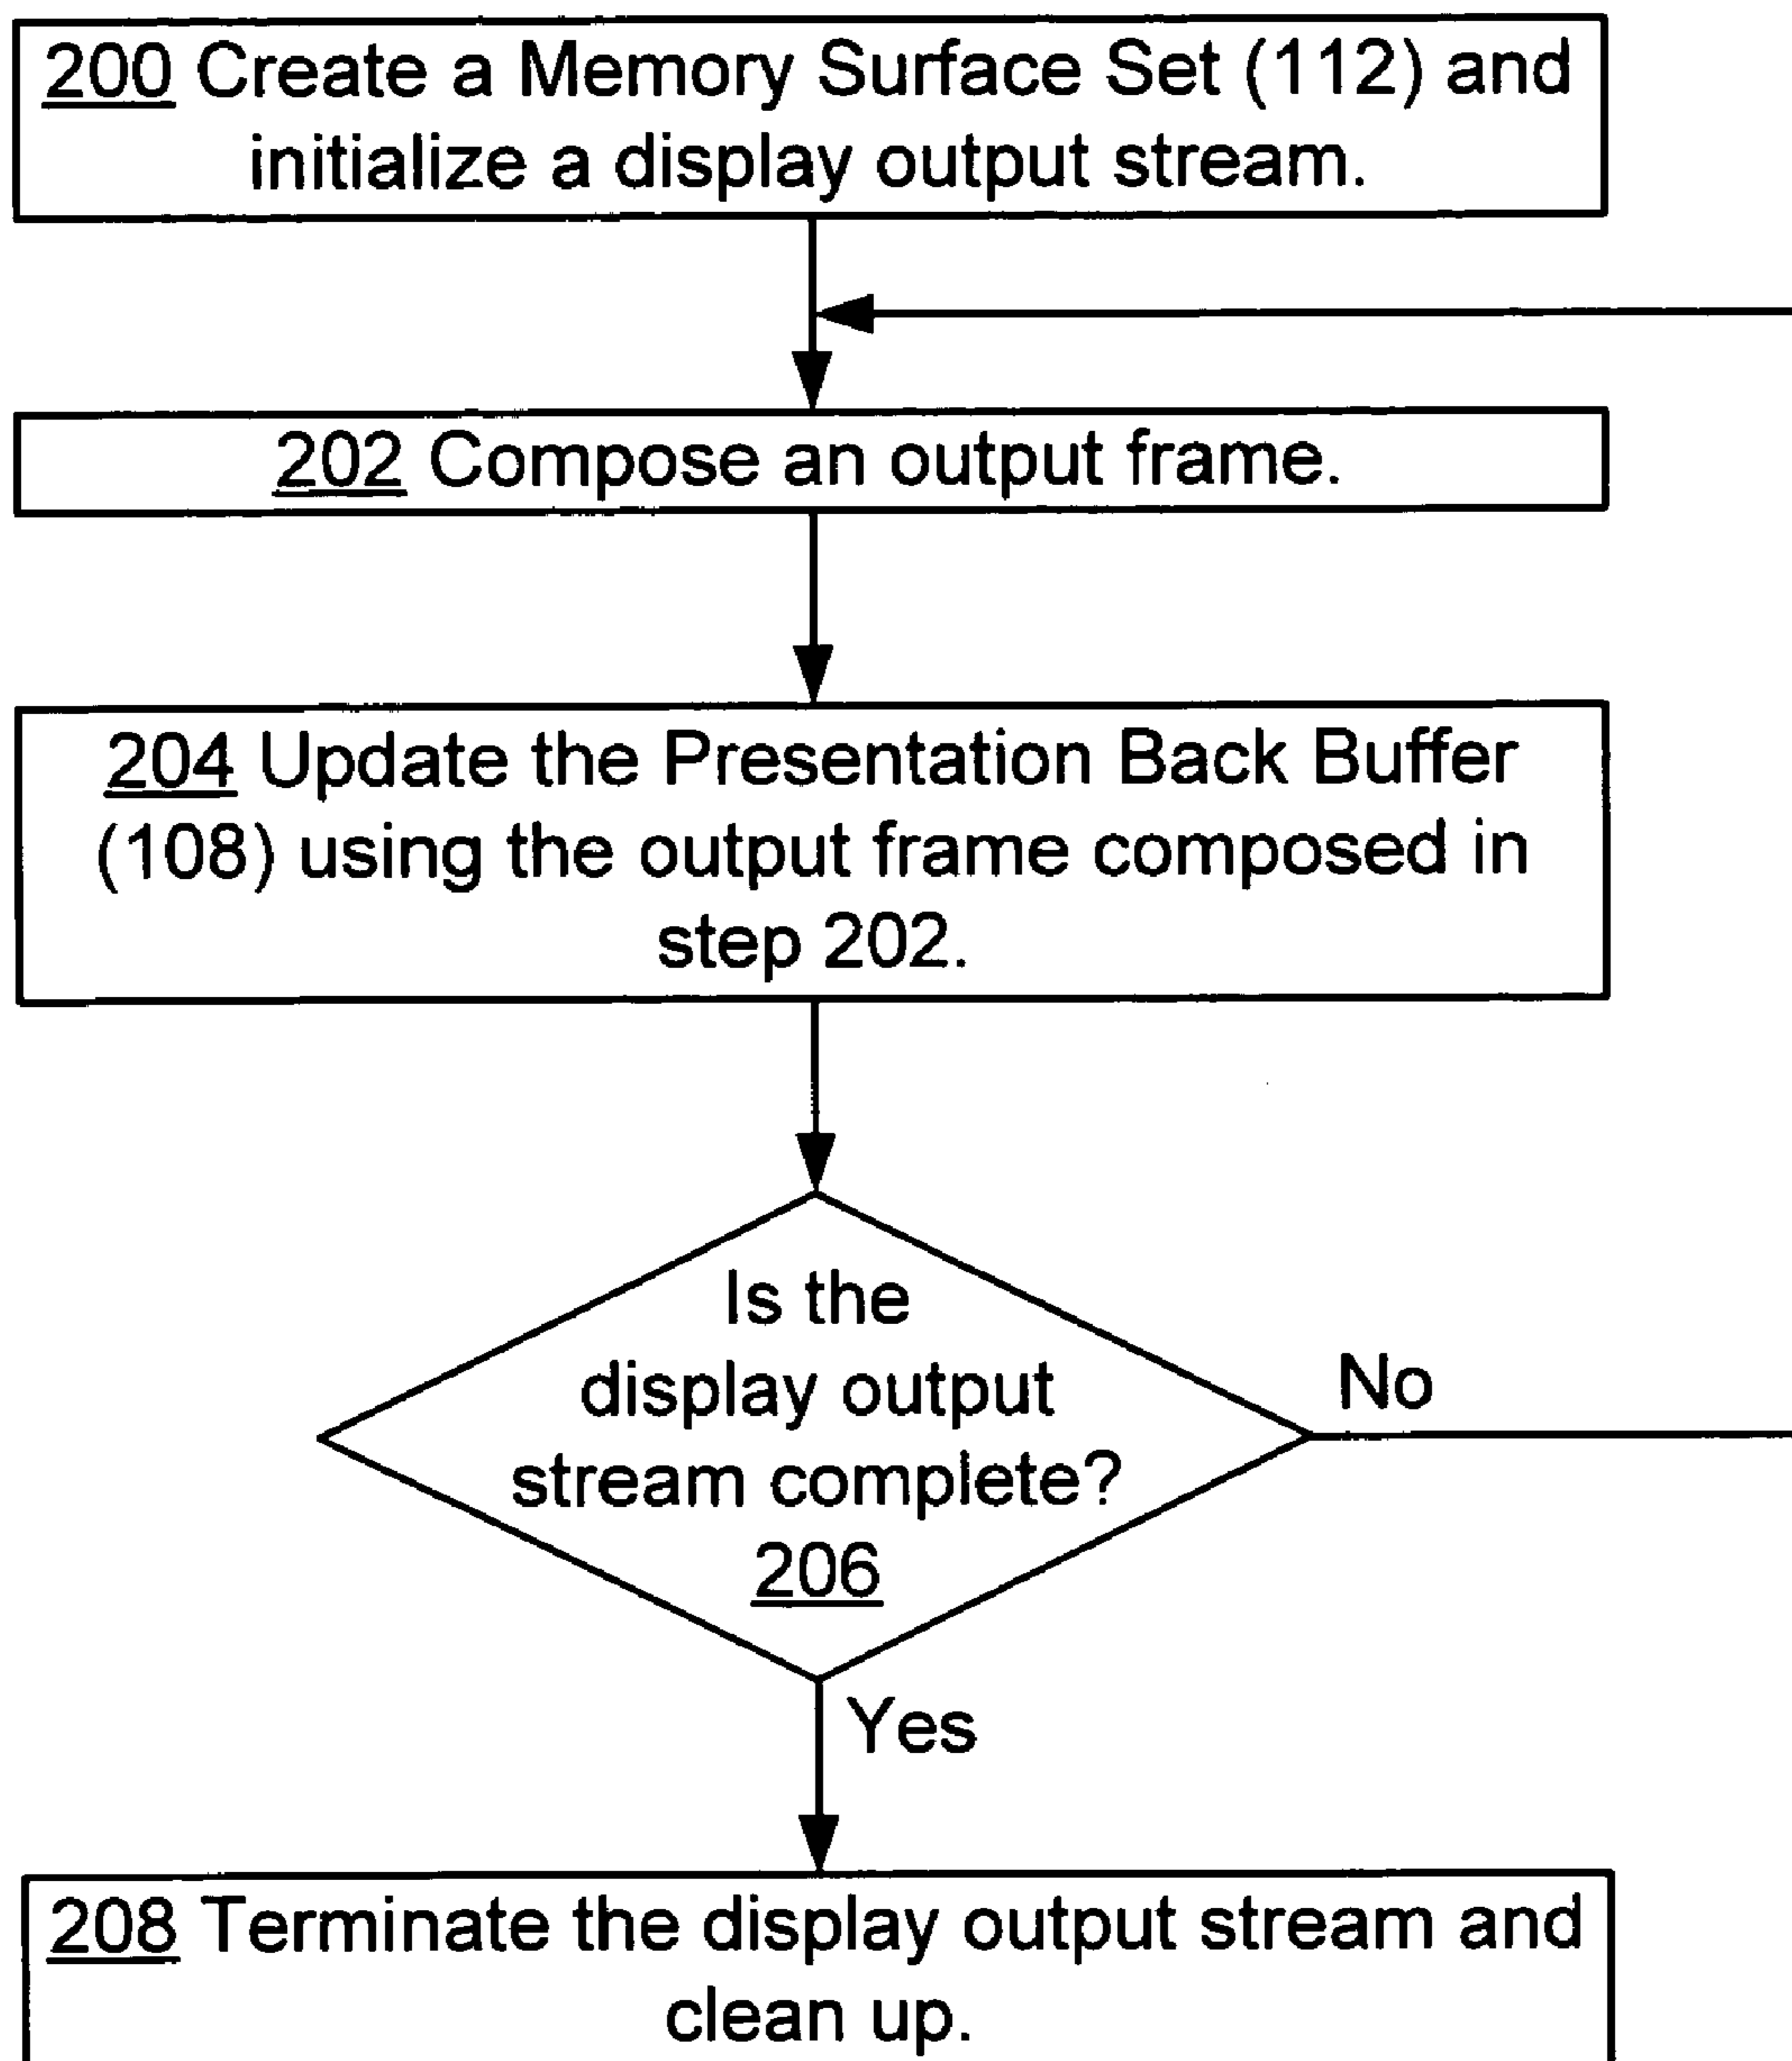 200 Create a Memory Surface Set (112) and
initialize a display output stream.
202 Compose an output frame.
204 Update the Presentation Back Buffer
(108) using the output frame composed in
step 202.
Is the
display output
stream complete?
206
No
Yes
208 Terminate the display output stream and
clean up.